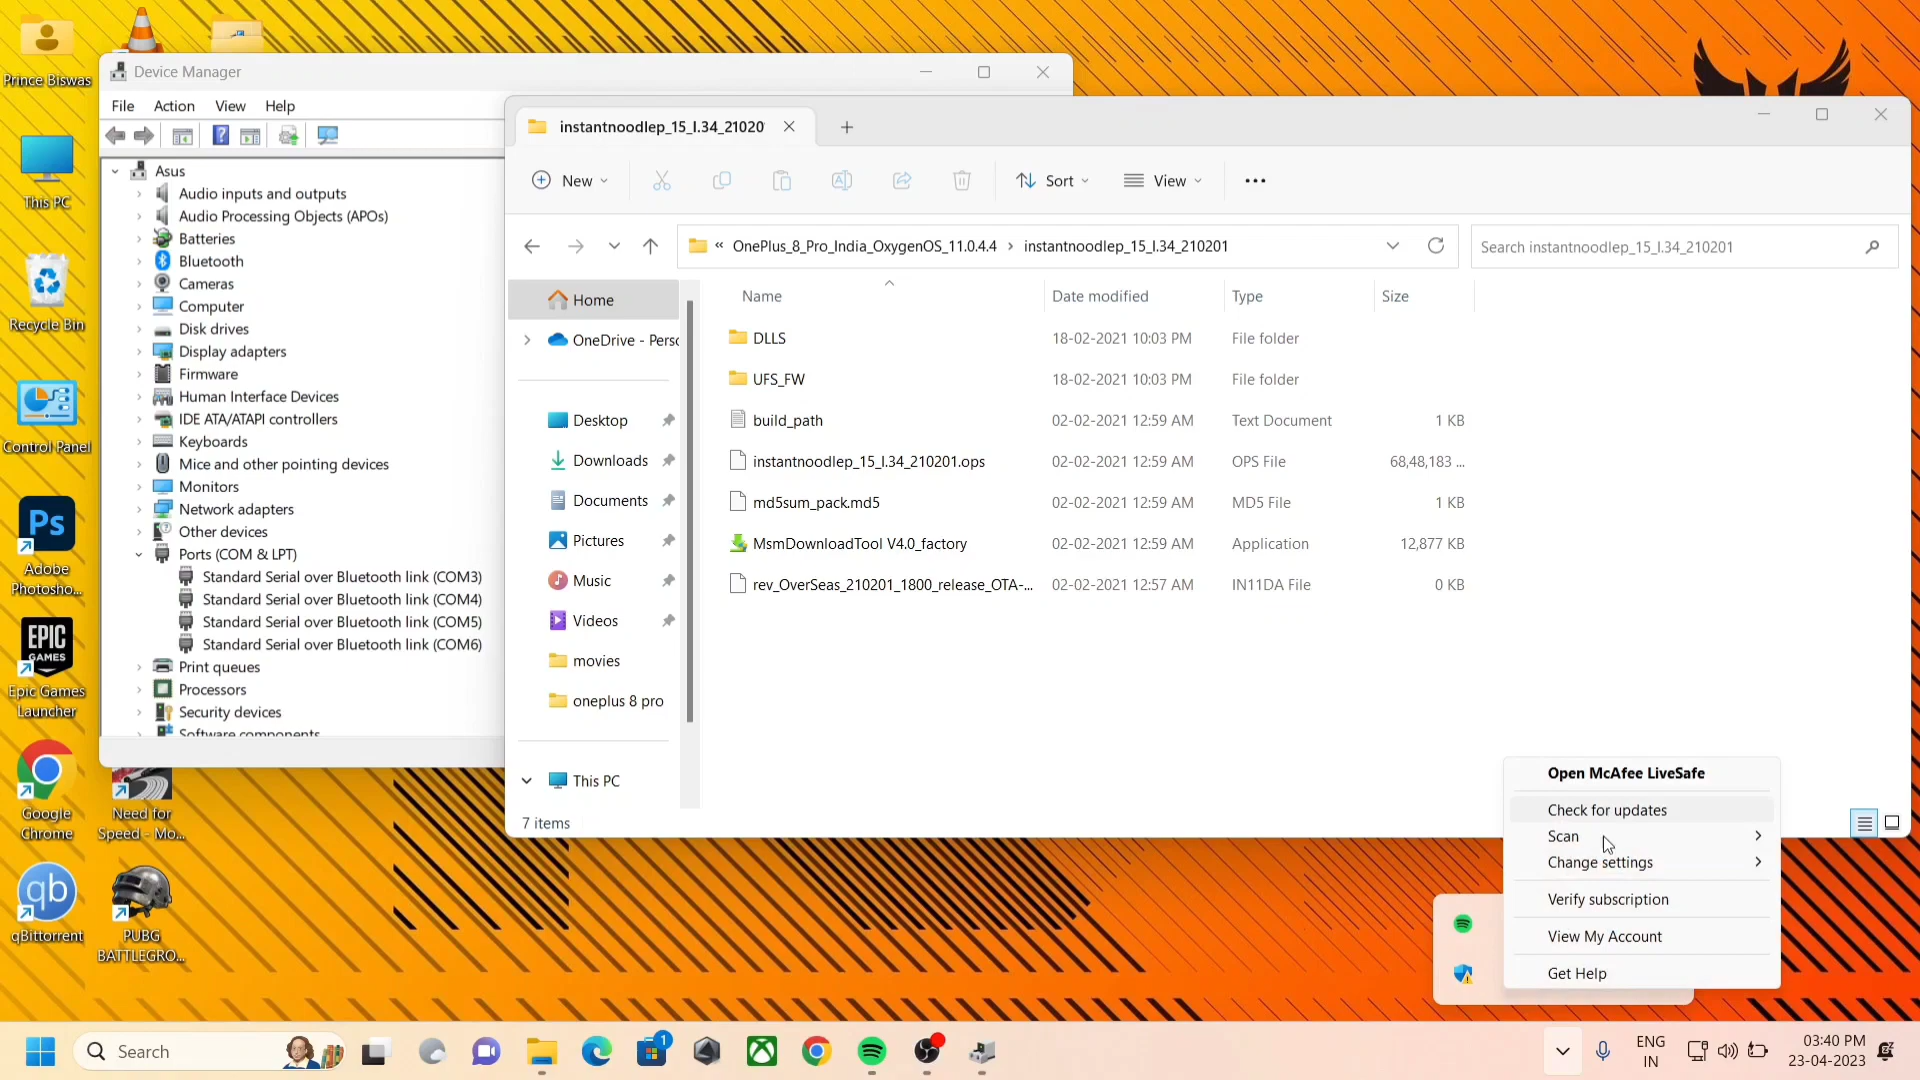 Prince Biswas
This PC
Recycle Bin
Control Panel
Ps
Adobe
Photosho...
EPIC
GAMES
Epic Games
Launcher
Google
Chrome
Need for
Speed - Mo...
qb
qBittorrent
PUBG
BATTLEGRO...
Device Manager
File Action View Help
Asus
Audio inputs and outputs
Audio Processing Objects (APOs)
Batteries
Bluetooth
Cameras
Computer
Disk drives
Display adapters
Firmware
Human Interface Devices
IDE ATA/ATAPI controllers
Keyboards
Mice and other pointing devices
Monitors
Network adapters
Other devices
Ports (COM & LPT)
Standard Serial over Bluetooth link (COM3)
Standard Serial over Bluetooth link (COM4)
Standard Serial over Bluetooth link (COM5)
Standard Serial over Bluetooth link (COM6)
Print queues
Processors
Security devices
Software components
instantnoodlep_15_I.34_21020
New Sort View
« OnePlus_8_Pro_India_OxygenOS_11.0.4.4 › instantnoodlep_15_I.34_210201
Search instantnoodlep_15_I.34_210201
Home
OneDrive - Perso
Desktop
Downloads
Documents
Pictures
Music
Videos
movies
oneplus 8 pro
This PC
Name Date modified Type Size
DLLS 18-02-2021 10:03 PM File folder
UFS_FW 18-02-2021 10:03 PM File folder
build_path 02-02-2021 12:59 AM Text Document 1 KB
instantnoodlep_15_I.34_210201.ops 02-02-2021 12:59 AM OPS File 68,48,183 ...
md5sum_pack.md5 02-02-2021 12:59 AM MD5 File 1 KB
MsmDownloadTool V4.0_factory 02-02-2021 12:59 AM Application 12,877 KB
rev_OverSeas_210201_1800_release_OTA-... 02-02-2021 12:57 AM IN11DA File 0 KB
7 items
Open McAfee LiveSafe
Check for updates
Scan
Change settings
Verify subscription
View My Account
Get Help
Search
1
ENG
IN
03:40 PM
23-04-2023